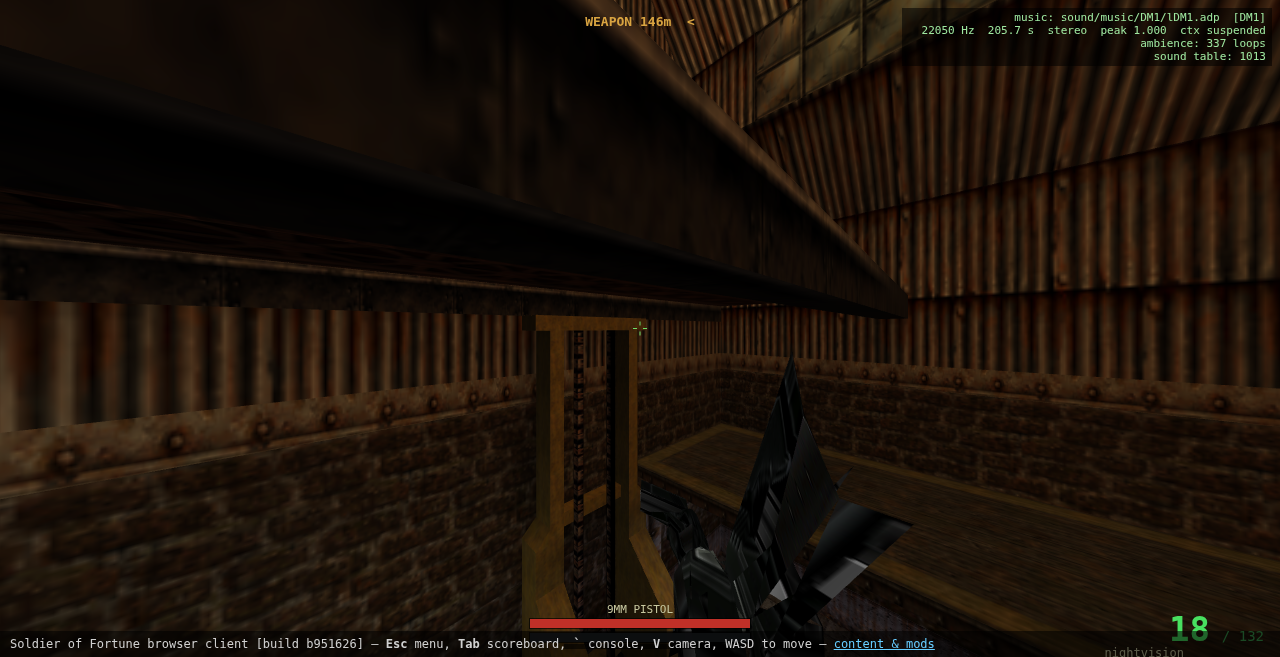 WEAPON 146m <
music: sound/music/DM1/lDM1.adp [DM1]
22050 Hz 205.7 s stereo peak 1.000 ctx suspended
ambience: 337 loops
sound table: 1013
9MM PISTOL
18 / 132
Soldier of Fortune browser client [build b951626] — Esc menu, Tab scoreboard, ` console, V camera, WASD to move — content & mods
nightvision